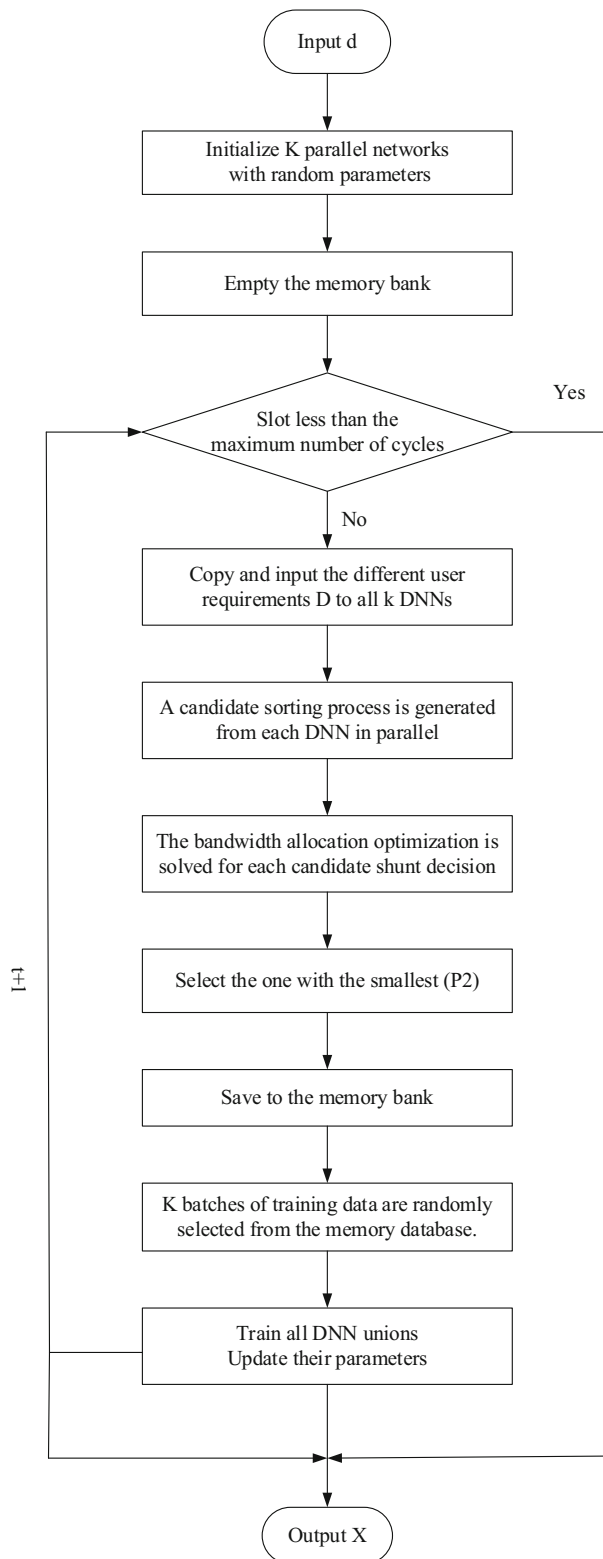 Input d
Initialize K parallel networks
with random parameters
Empty the memory bank
Slot less than the
maximum number of cycles
Yes
No
Copy and input the different user
requirements D to all k DNNs
A candidate sorting process is generated
from each DNN in parallel
The bandwidth allocation optimization is
solved for each candidate shunt decision
Select the one with the smallest (P2)
t+1
Save to the memory bank
K batches of training data are randomly
selected from the memory database.
Train all DNN unions
Update their parameters
Output X